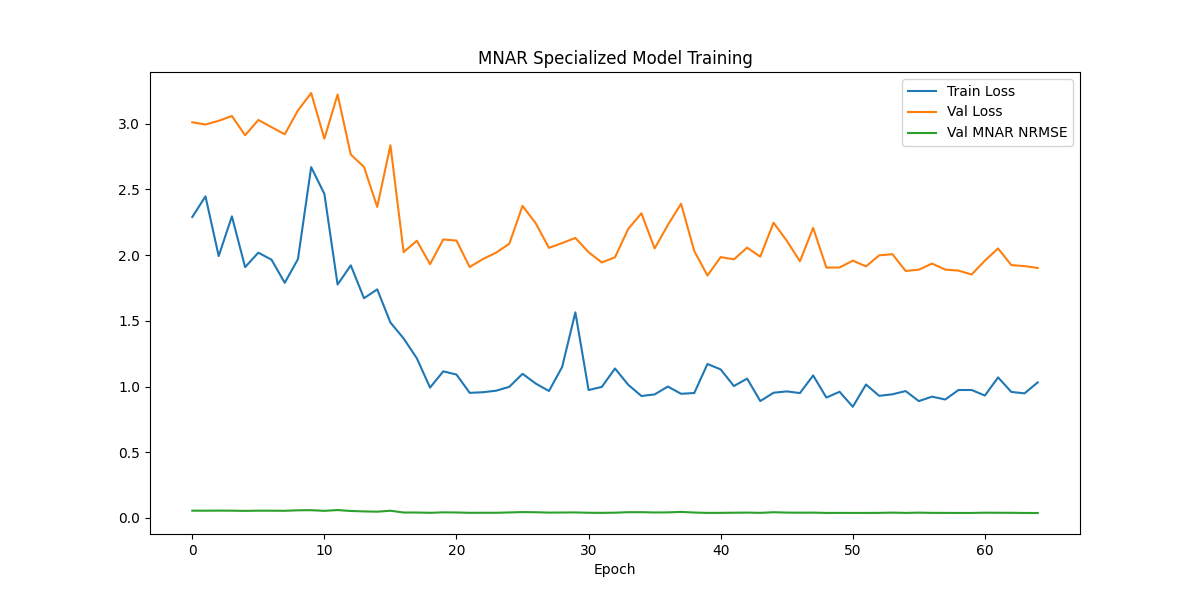 MNAR Specialized Model Training
Train Loss
Val Loss
Val MNAR NRMSE
3.0
2.5
2.0
1.5
1.0
0.5
0.0
0 10 20 30 40 50 60
Epoch